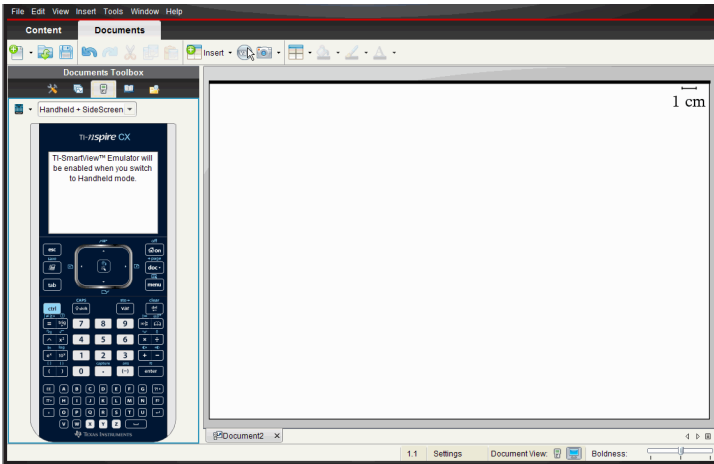 File Edit View Insert Tools Window Help
Content Documents
Insert
Documents Toolbox
Handheld + SideScreen
1 cm
TI-nspire CX
TI-SmartView™ Emulator will
be enabled when you switch
to Handheld mode.
esc
on
doc
tab
menu
CAPS
clear
ctrl
shift
var
7 8 9
4 5 6
1 2 3
0 . (-) enter
A B C D E F G
H I J K L M N
O P Q R S T U
V W X Y Z
TEXAS INSTRUMENTS
Document2 ×
1.1 Settings Document View: Boldness: